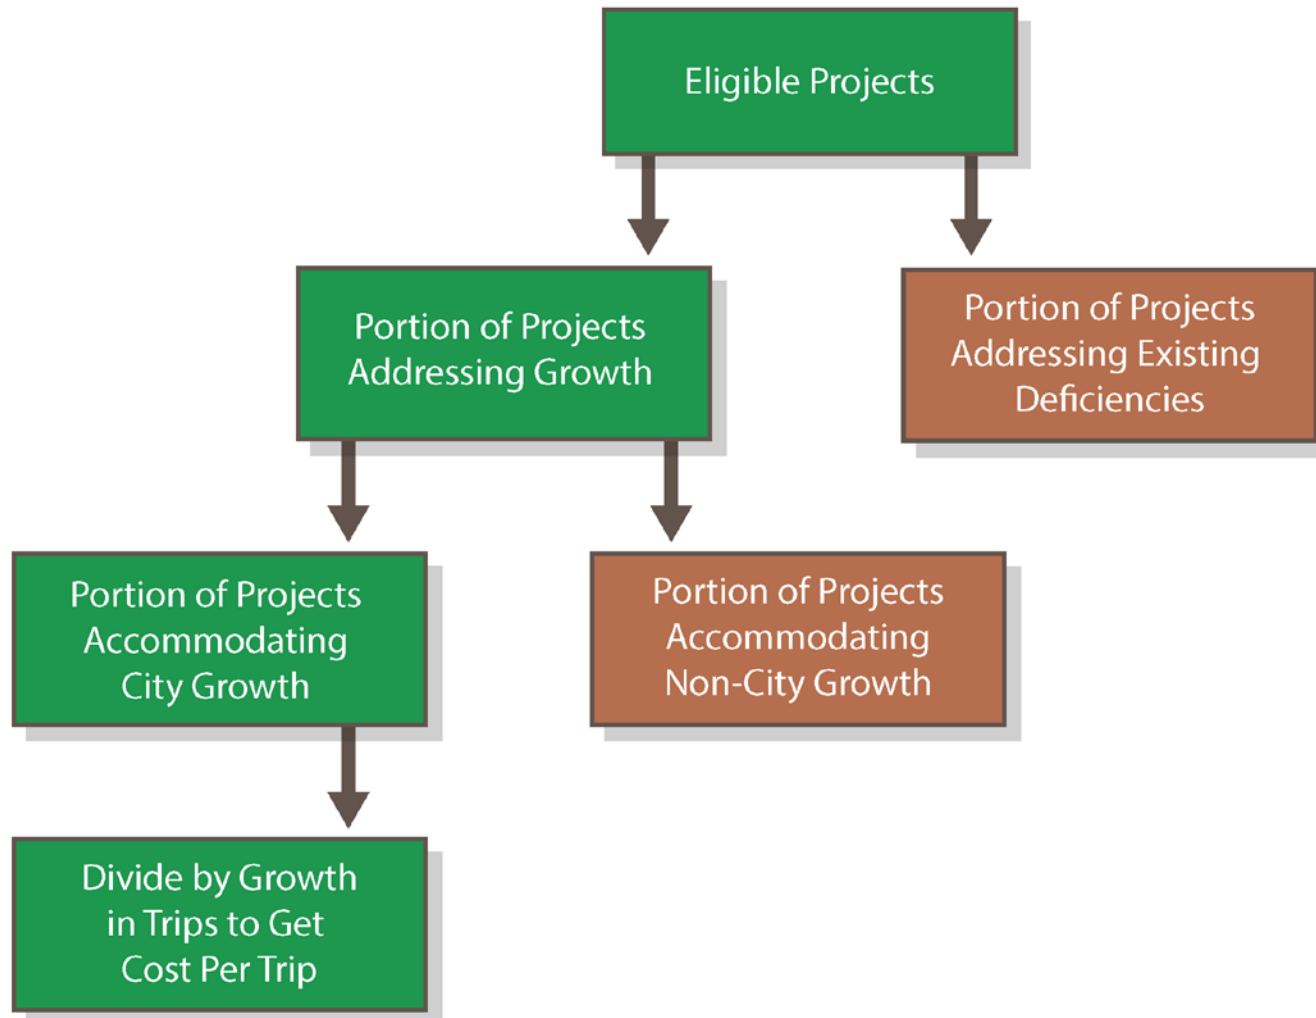 Eligible Projects
Portion of Projects
Addressing Growth
Portion of Projects
Addressing Existing
Deficiencies
Portion of Projects
Accommodating
City Growth
Portion of Projects
Accommodating
Non-City Growth
Divide by Growth
in Trips to Get
Cost Per Trip